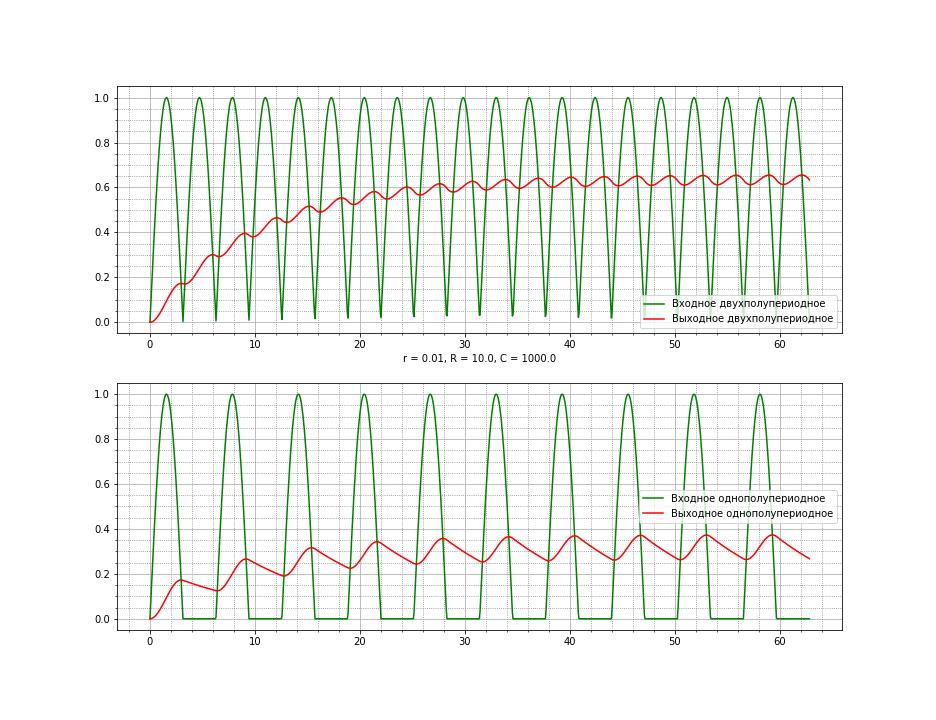 1.0
0.8
0.6
0.4
0.2
0.0
Входное двухполупериодное
Выходное двухполупериодное
0 10 20 30 40 50 60
r = 0.01, R = 10.0, C = 1000.0
1.0
0.8
0.6
0.4
0.2
0.0
Входное однополупериодное
Выходное однополупериодное
0 10 20 30 40 50 60